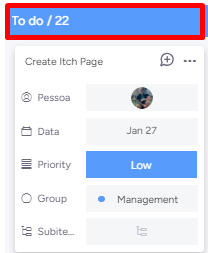 To do / 22
Create Itch Page
Pessoa
Data Jan 27
Priority Low
Group Management
Subite...